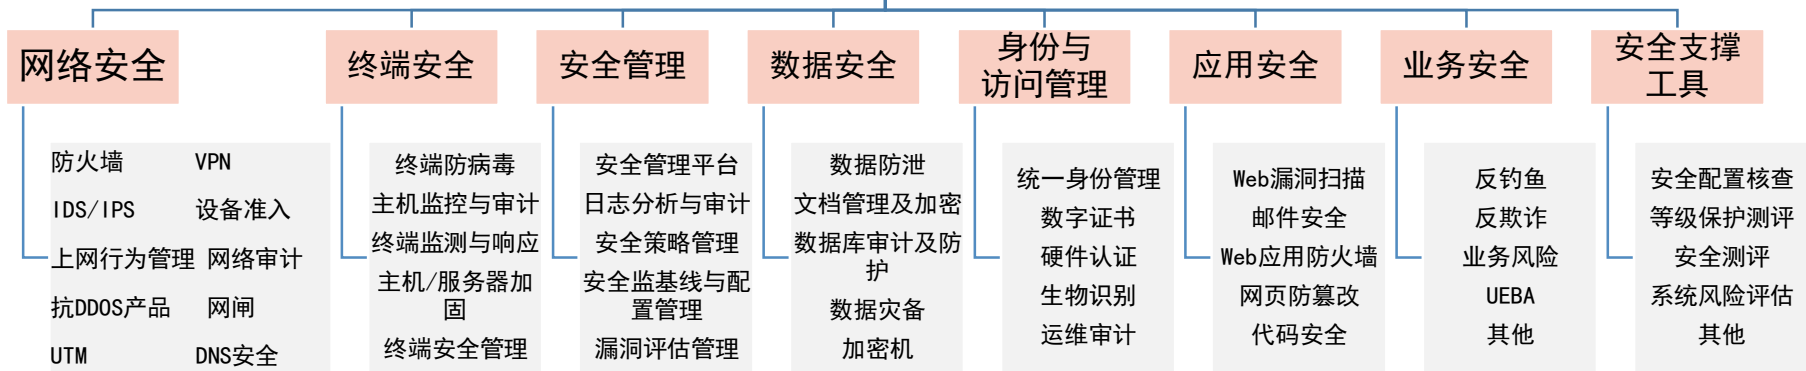 网络安全
防火墙 VPN
IDS/IPS 设备准入
上网行为管理 网络审计
抗DDOS产品 网闸
UTM DNS安全
终端安全
终端防病毒
主机监控与审计
终端监测与响应
主机/服务器加
固
终端安全管理
安全管理
安全管理平台
日志分析与审计
安全策略管理
安全监基线与配
置管理
漏洞评估管理
数据安全
数据防泄
文档管理及加密
数据库审计及防
护
数据灾备
加密机
身份与
访问管理
统一身份管理
数字证书
硬件认证
生物识别
运维审计
应用安全
Web漏洞扫描
邮件安全
Web应用防火墙
网页防篡改
代码安全
业务安全
反钓鱼
反欺诈
业务风险
UEBA
其他
安全支撑
工具
安全配置核查
等级保护测评
安全测评
系统风险评估
其他